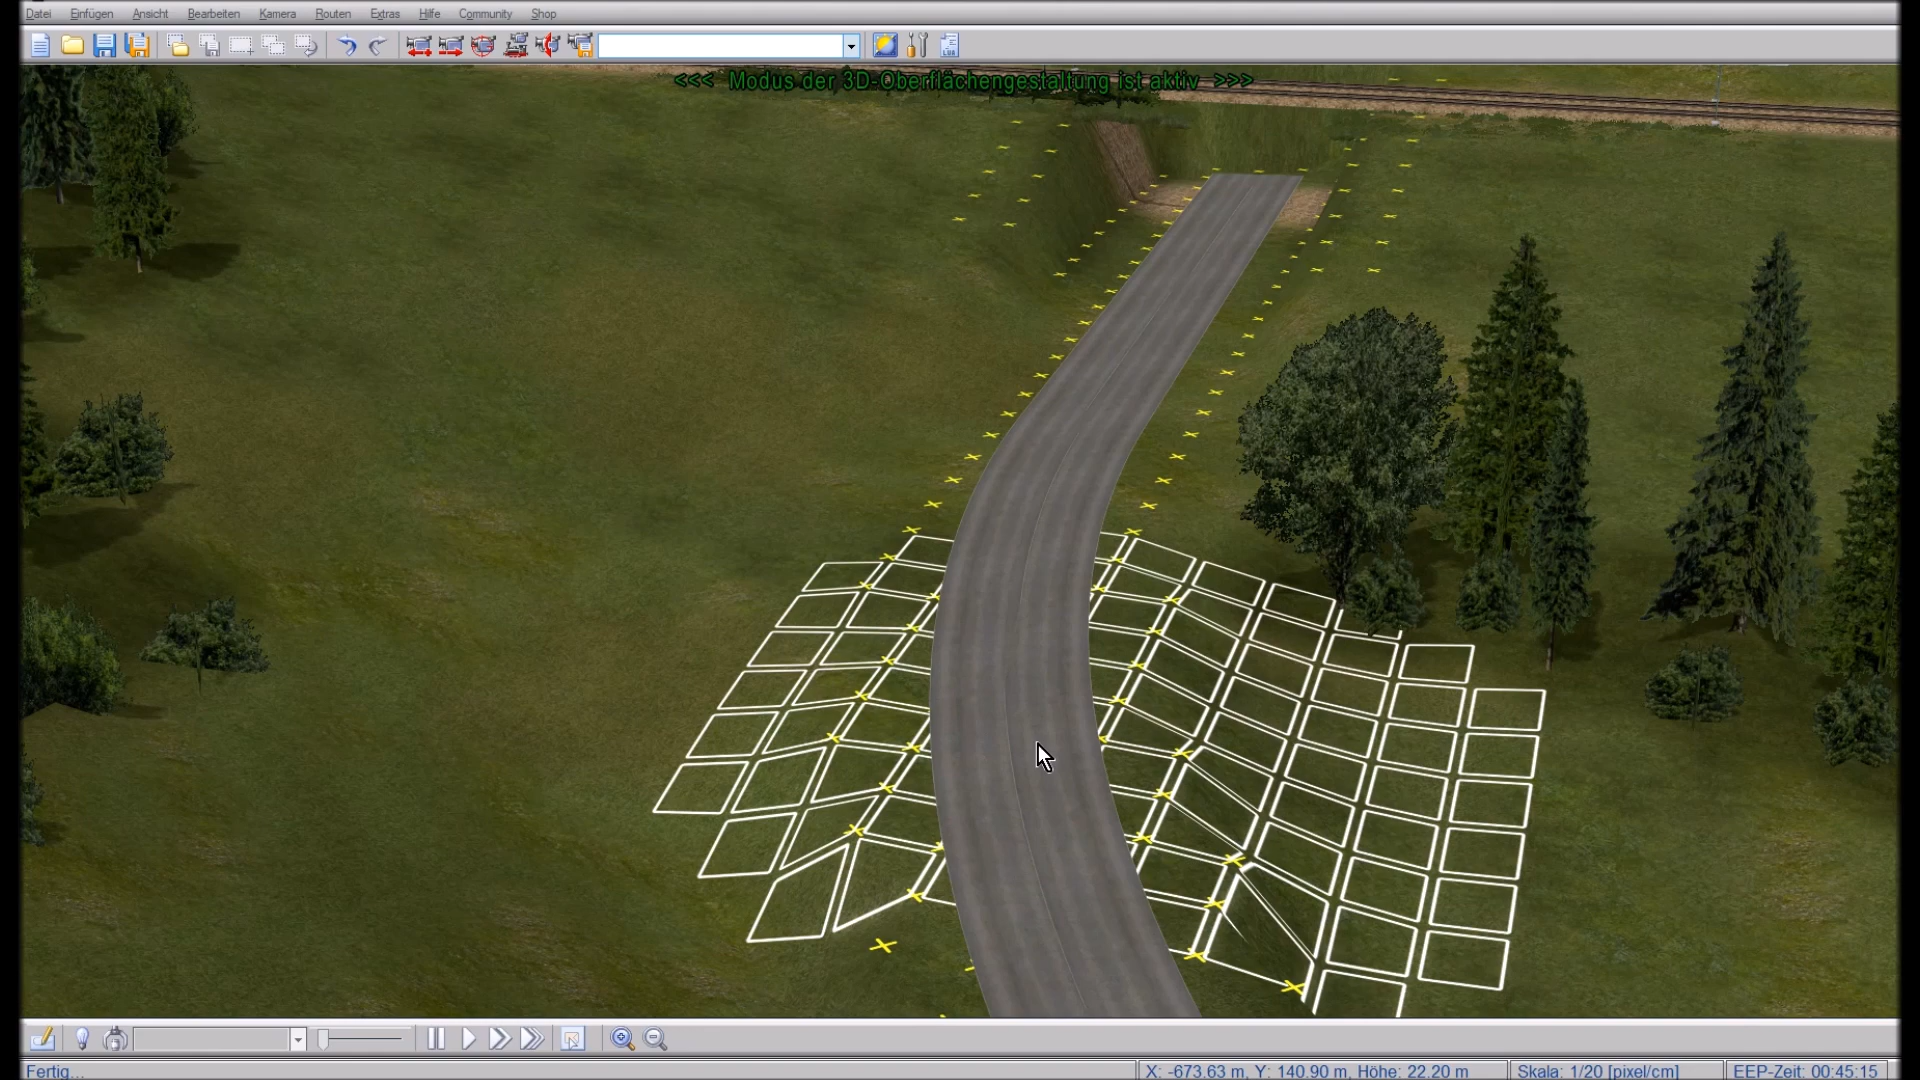 Datei Einfügen Ansicht Bearbeiten Kamera Routen Extras Hilfe Community Shop
LUA
<<< Modus der 3D-Oberflächengestaltung ist aktiv >>>
Fertig... X: -673.63 m, Y: 140.90 m, Höhe: 22.20 m Skala: 1/20 [pixel/cm] EEP-Zeit: 00:45:15